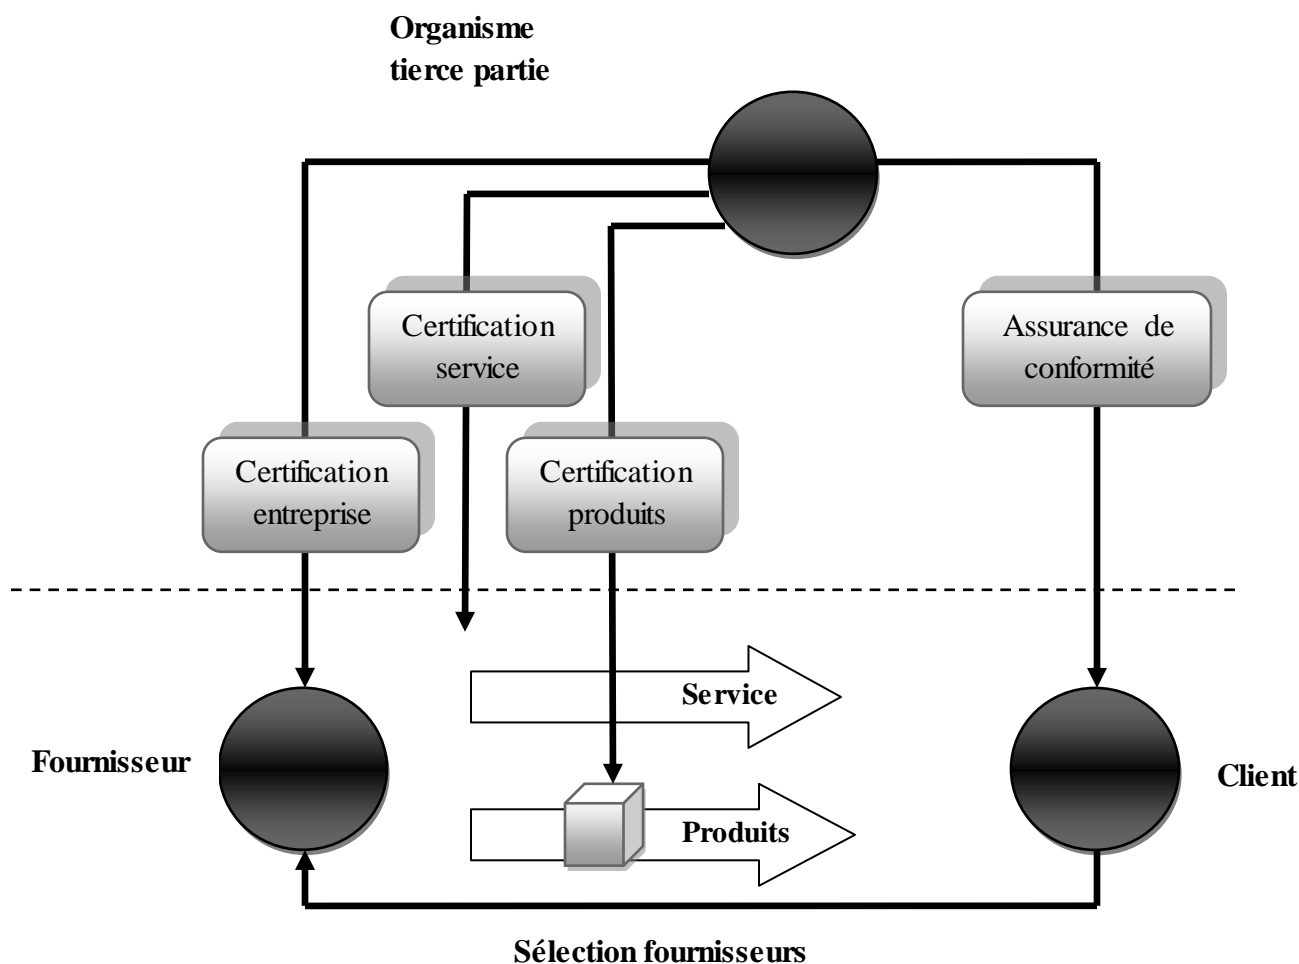 Organisme
tierce partie
Certification
service
Assurance de
conformité
Certification
entreprise
Certification
produits
Service
Fournisseur
Client
Produits
Sélection fournisseurs